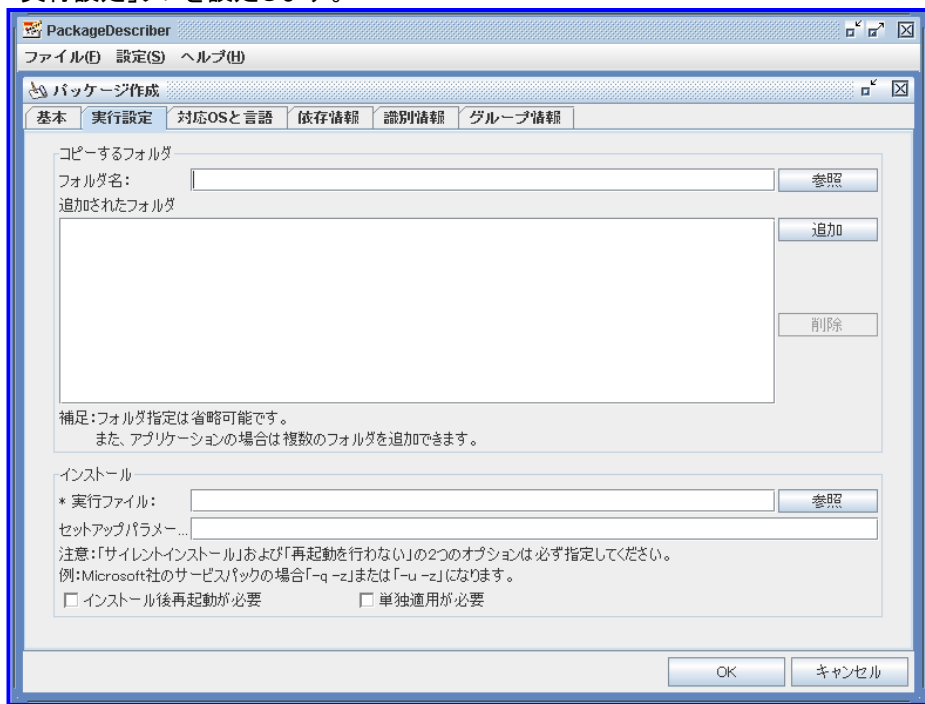 PackageDescriber
ファイル(F) 設定(S) ヘルプ(H)
パッケージ作成
基本 実行設定 対応OSと言語 依存情報 識別情報 グループ情報
コピーするフォルダ
フォルダ名: 参照
追加されたフォルダ
追加
削除
補足:フォルダ指定は省略可能です。
また、アプリケーションの場合は複数のフォルダを追加できます。
インストール
* 実行ファイル: 参照
セットアップパラメー...
注意:「サイレントインストール」および「再起動を行わない」の2つのオプションは必ず指定してください。
例:Microsoft社のサービスパックの場合「-q -z」または「-u -z」になります。
インストール後再起動が必要 単独適用が必要
OK キャンセル